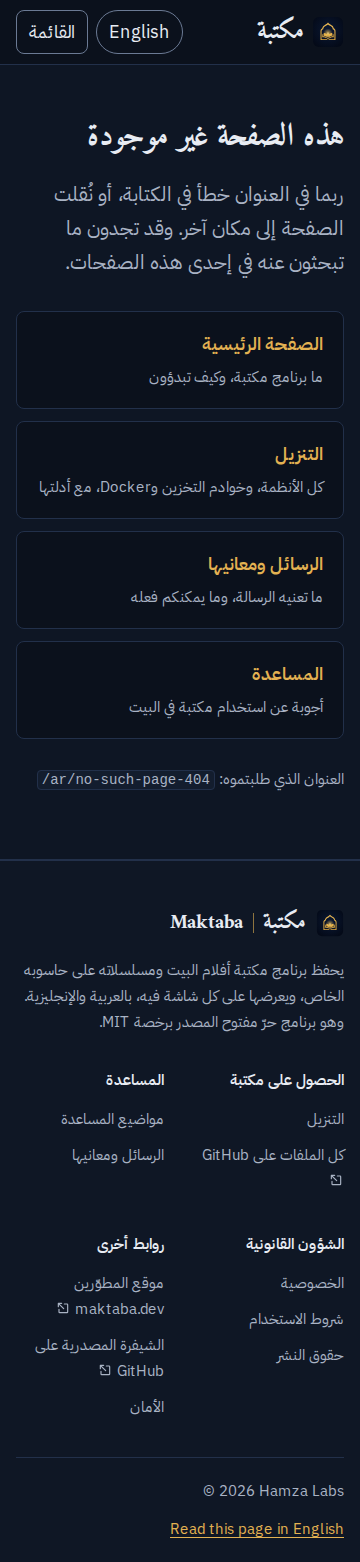 مكتبة
English
القائمة
هذه الصفحة غير موجودة
ربما في العنوان خطأ في الكتابة، أو نُقلت
الصفحة إلى مكان آخر. وقد تجدون ما
تبحثون عنه في إحدى هذه الصفحات.
الصفحة الرئيسية
ما برنامج مكتبة، وكيف تبدؤون
التنزيل
كل الأنظمة، وخوادم التخزين وDocker، مع أدلتها
الرسائل ومعانيها
ما تعنيه الرسالة، وما يمكنكم فعله
المساعدة
أجوبة عن استخدام مكتبة في البيت
العنوان الذي طلبتموه: /ar/no-such-page-404
مكتبة | Maktaba
يحفظ برنامج مكتبة أفلام البيت ومسلسلاته على حاسوبه
الخاص، ويعرضها على كل شاشة فيه، بالعربية والإنجليزية.
وهو برنامج حرّ مفتوح المصدر برخصة MIT.
الحصول على مكتبة
التنزيل
كل الملفات على GitHub
المساعدة
مواضيع المساعدة
الرسائل ومعانيها
الشؤون القانونية
الخصوصية
شروط الاستخدام
حقوق النشر
روابط أخرى
موقع المطوّرين
maktaba.dev
الشيفرة المصدرية على
GitHub
الأمان
© 2026 Hamza Labs
Read this page in English